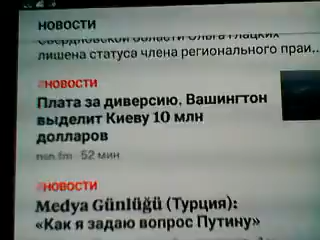 НОВОСТИ
Свердловской области Ольга Глацких
лишена статуса члена регионального праи...
#НОВОСТИ
Плата за диверсию. Вашингтон
выделит Киеву 10 млн
долларов
nsn.fm 52 мин
#НОВОСТИ
Medya Günlüğü (Турция):
«Как я задаю вопрос Путину»